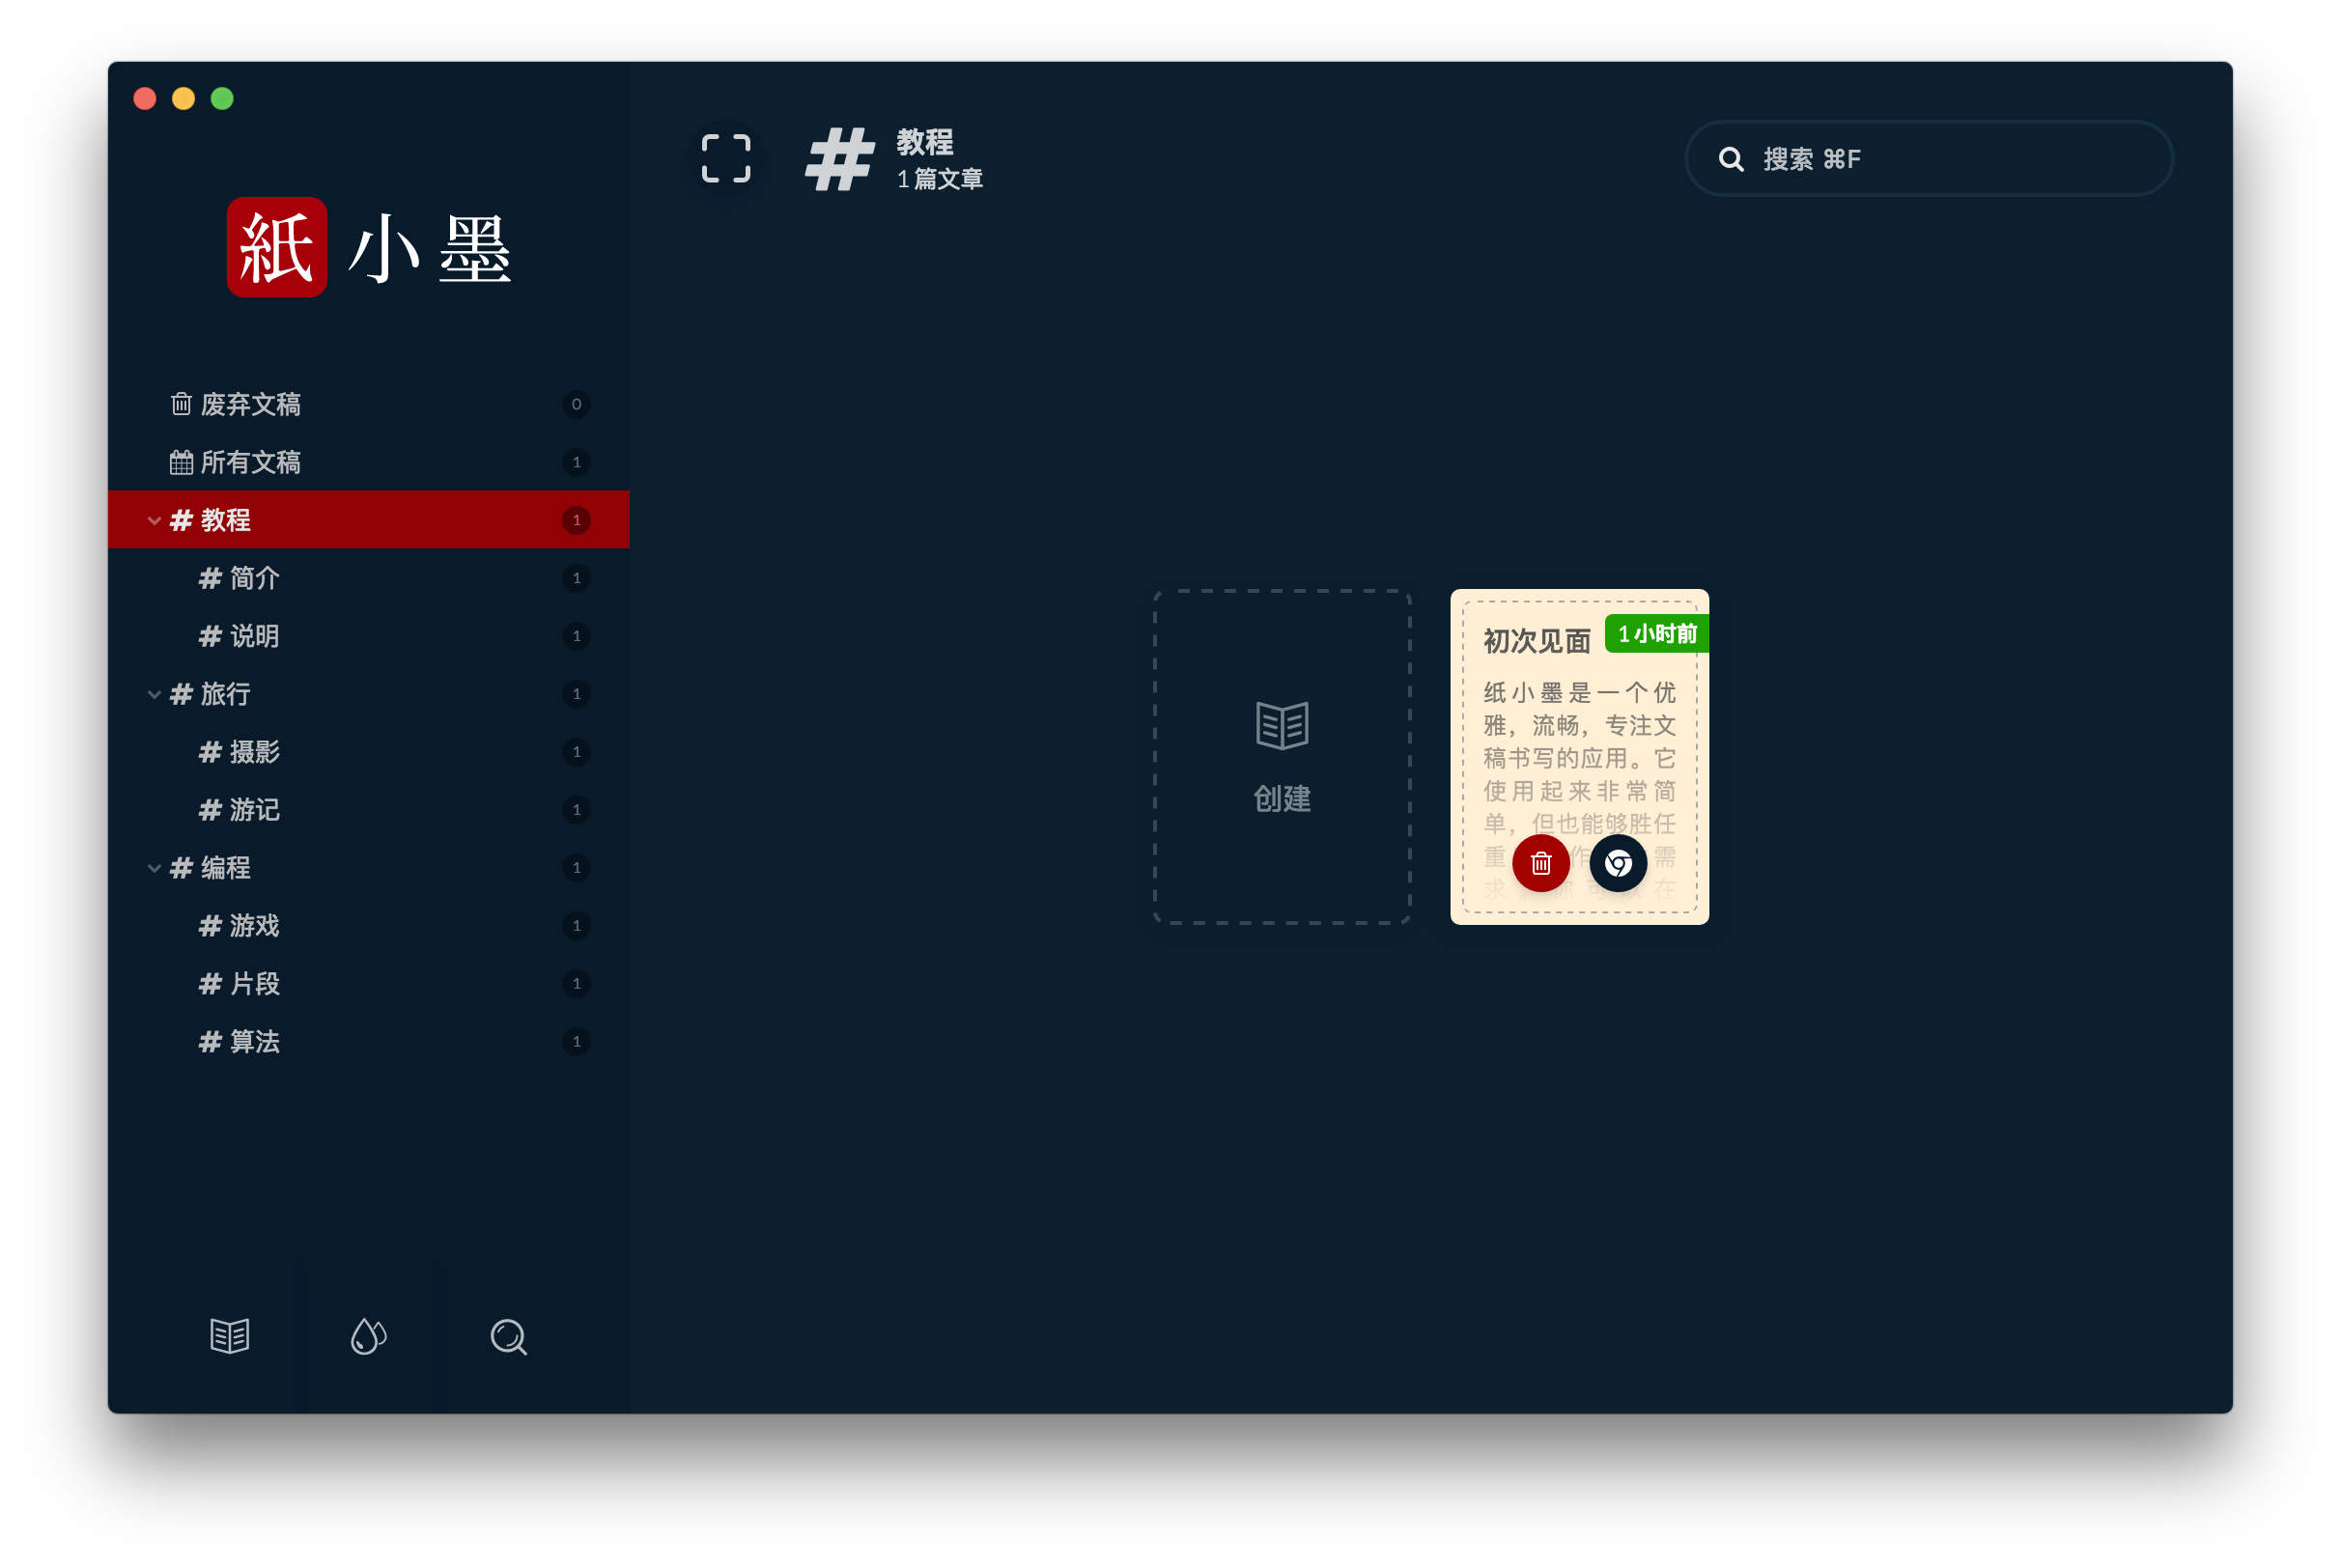 紙小墨
废弃文稿 0
所有文稿 1
# 教程 1
# 简介 1
# 说明 1
# 旅行 1
# 摄影 1
# 游记 1
# 编程 1
# 游戏 1
# 片段 1
# 算法 1
# 教程
1 篇文章
搜索 ⌘F
创建
初次见面
1 小时前
纸小墨是一个优
雅，流畅，专注文
稿书写的应用。它
使用起来非常简
单，但也能够胜任
重 作 需
求 你 在